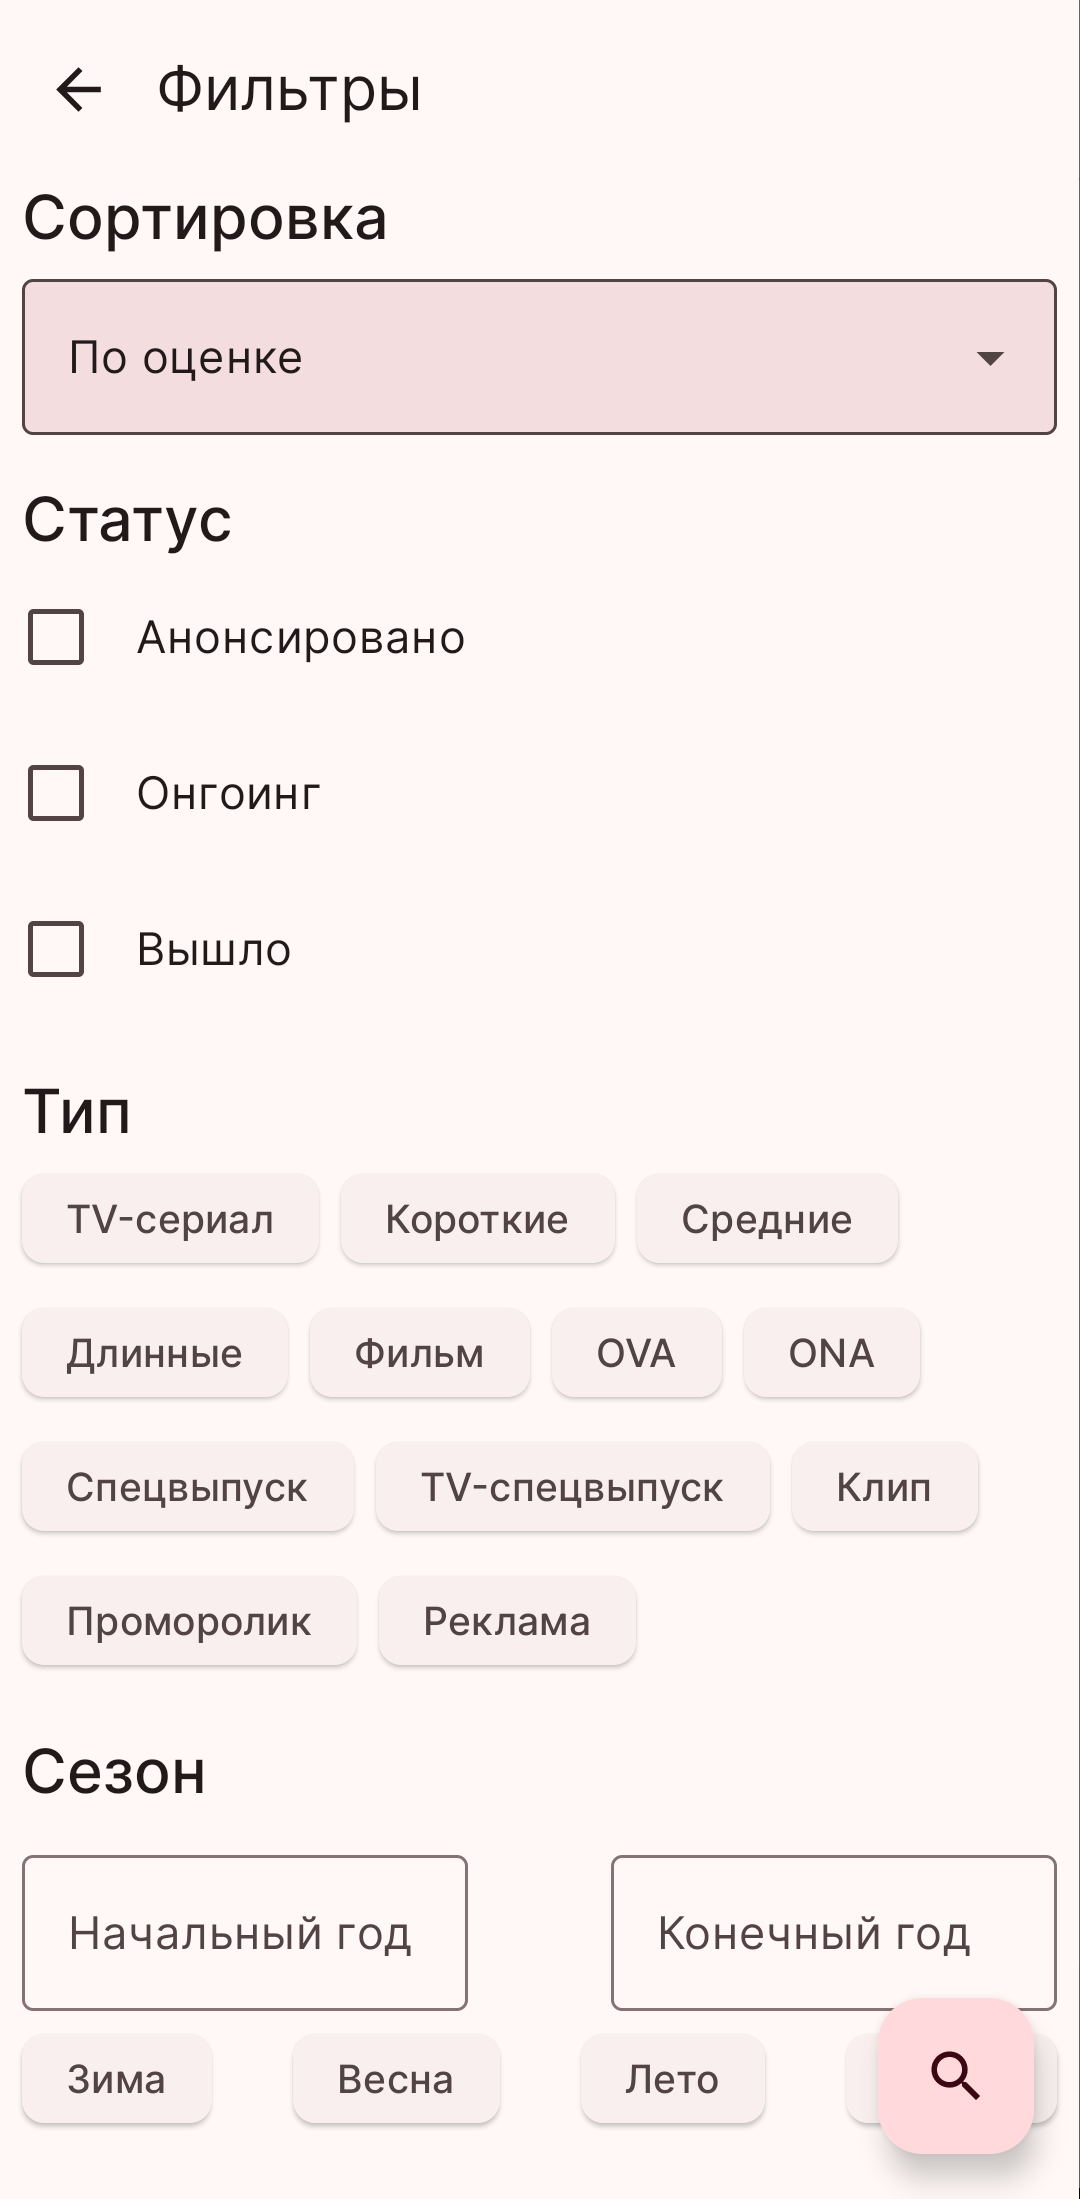 Фильтры
Сортировка
По оценке
Статус
Анонсировано
Онгоинг
Вышло
Тип
TV-сериал Короткие Средние
Длинные Фильм OVA ONA
Спецвыпуск TV-спецвыпуск Клип
Проморолик Реклама
Сезон
Начальный год Конечный год
Зима Весна Лето